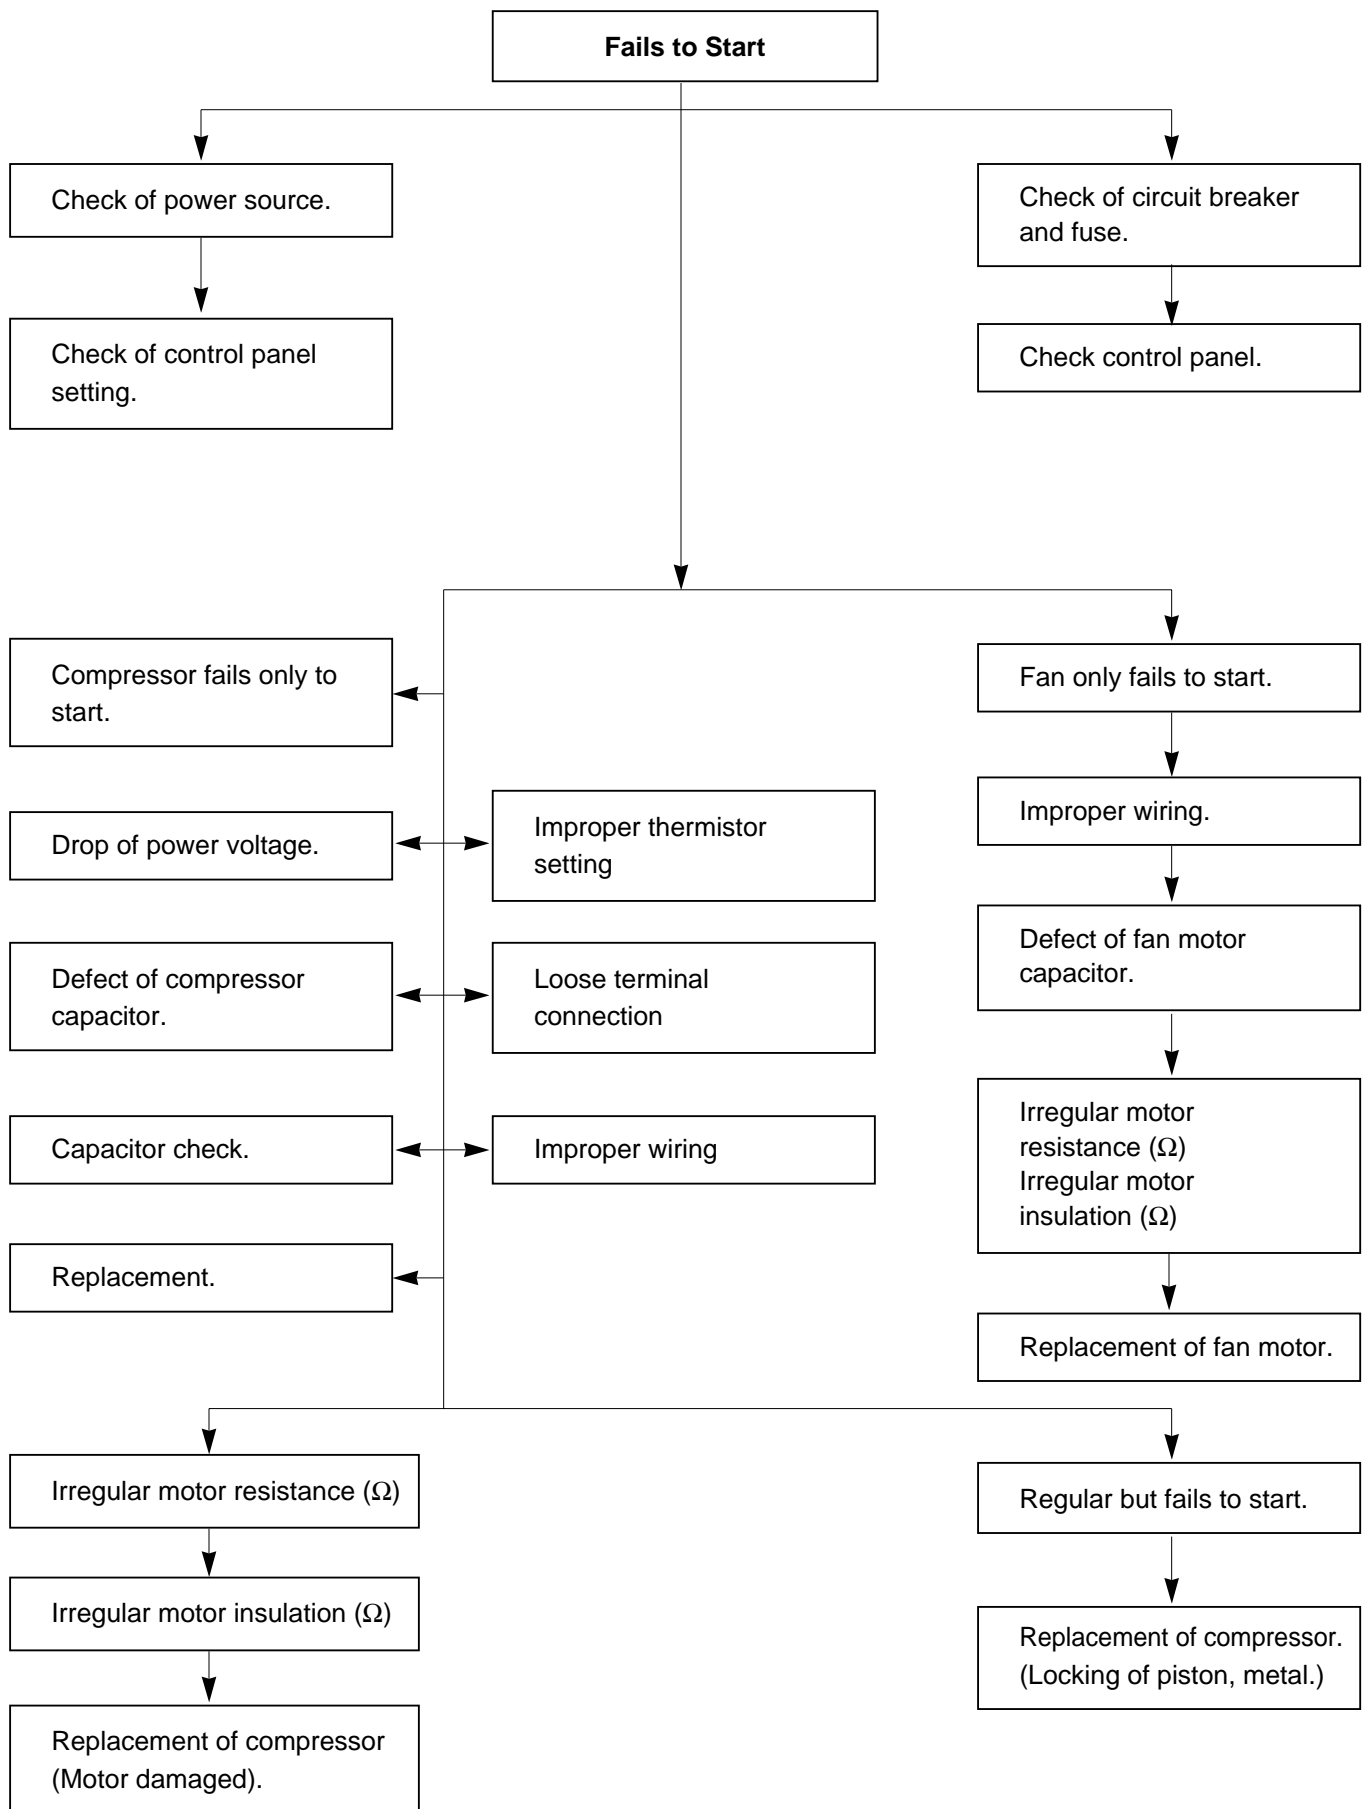 Fails to Start
Check of power source.
Check of circuit breaker
and fuse.
Check of control panel
setting.
Check control panel.
Compressor fails only to
start.
Fan only fails to start.
Drop of power voltage.
Improper thermistor
setting
Improper wiring.
Defect of compressor
capacitor.
Loose terminal
connection
Defect of fan motor
capacitor.
Capacitor check.
Improper wiring
Irregular motor
resistance (Ω)
Irregular motor
insulation (Ω)
Replacement.
Replacement of fan motor.
Irregular motor resistance (Ω)
Regular but fails to start.
Irregular motor insulation (Ω)
Replacement of compressor.
(Locking of piston, metal.)
Replacement of compressor
(Motor damaged).